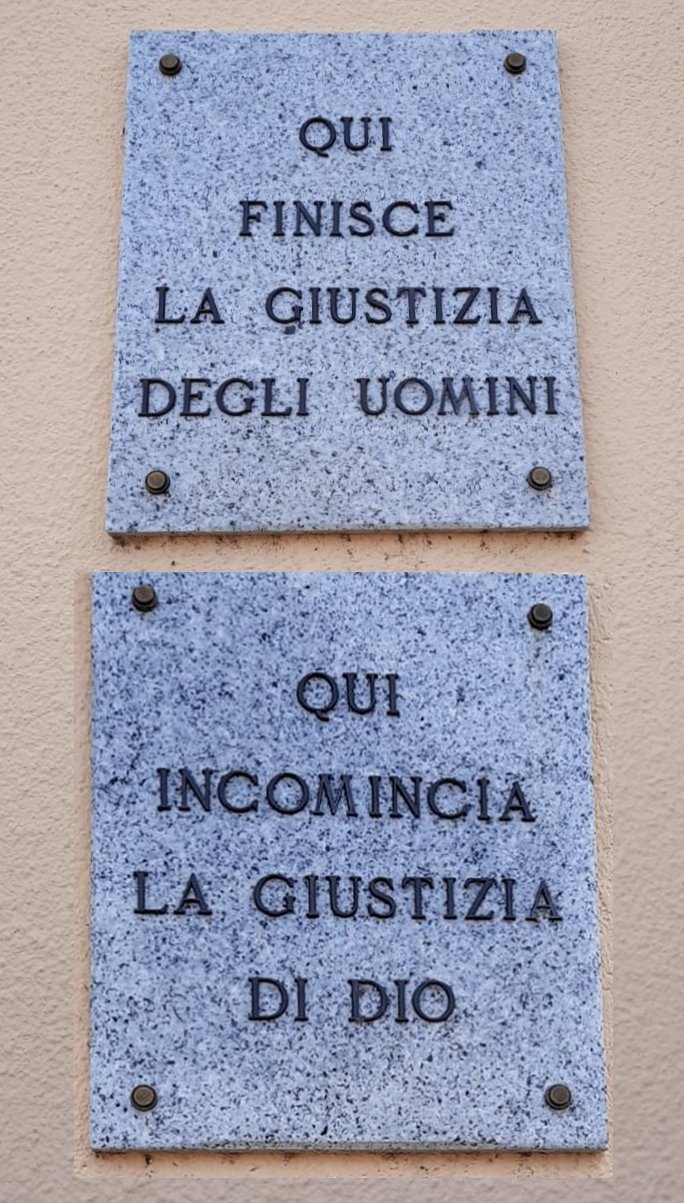 QUI
FINISCE
LA GIUSTIZIA
DEGLI UOMINI
QUI
INCOMINCIA
LA GIUSTIZIA
DI DIO